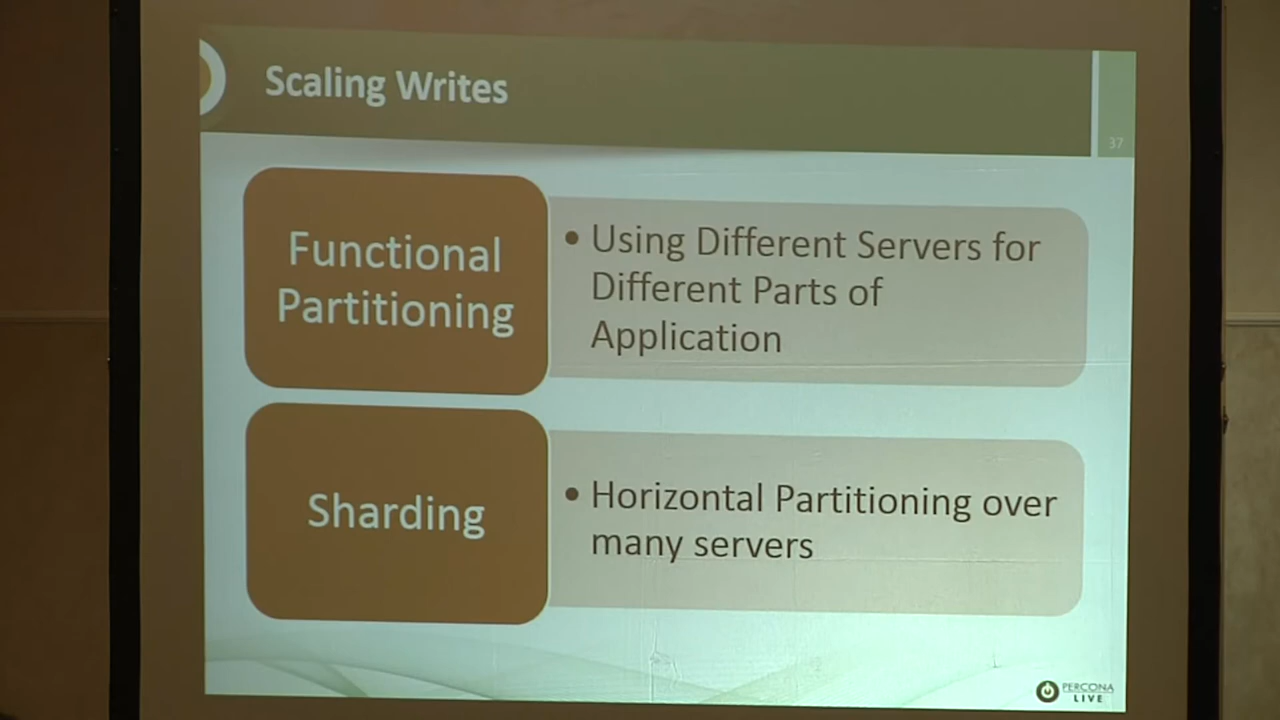 Scaling Writes
37
Functional
Partitioning
• Using Different Servers for
Different Parts of
Application
Sharding
• Horizontal Partitioning over
many servers
PERCONA
LIVE